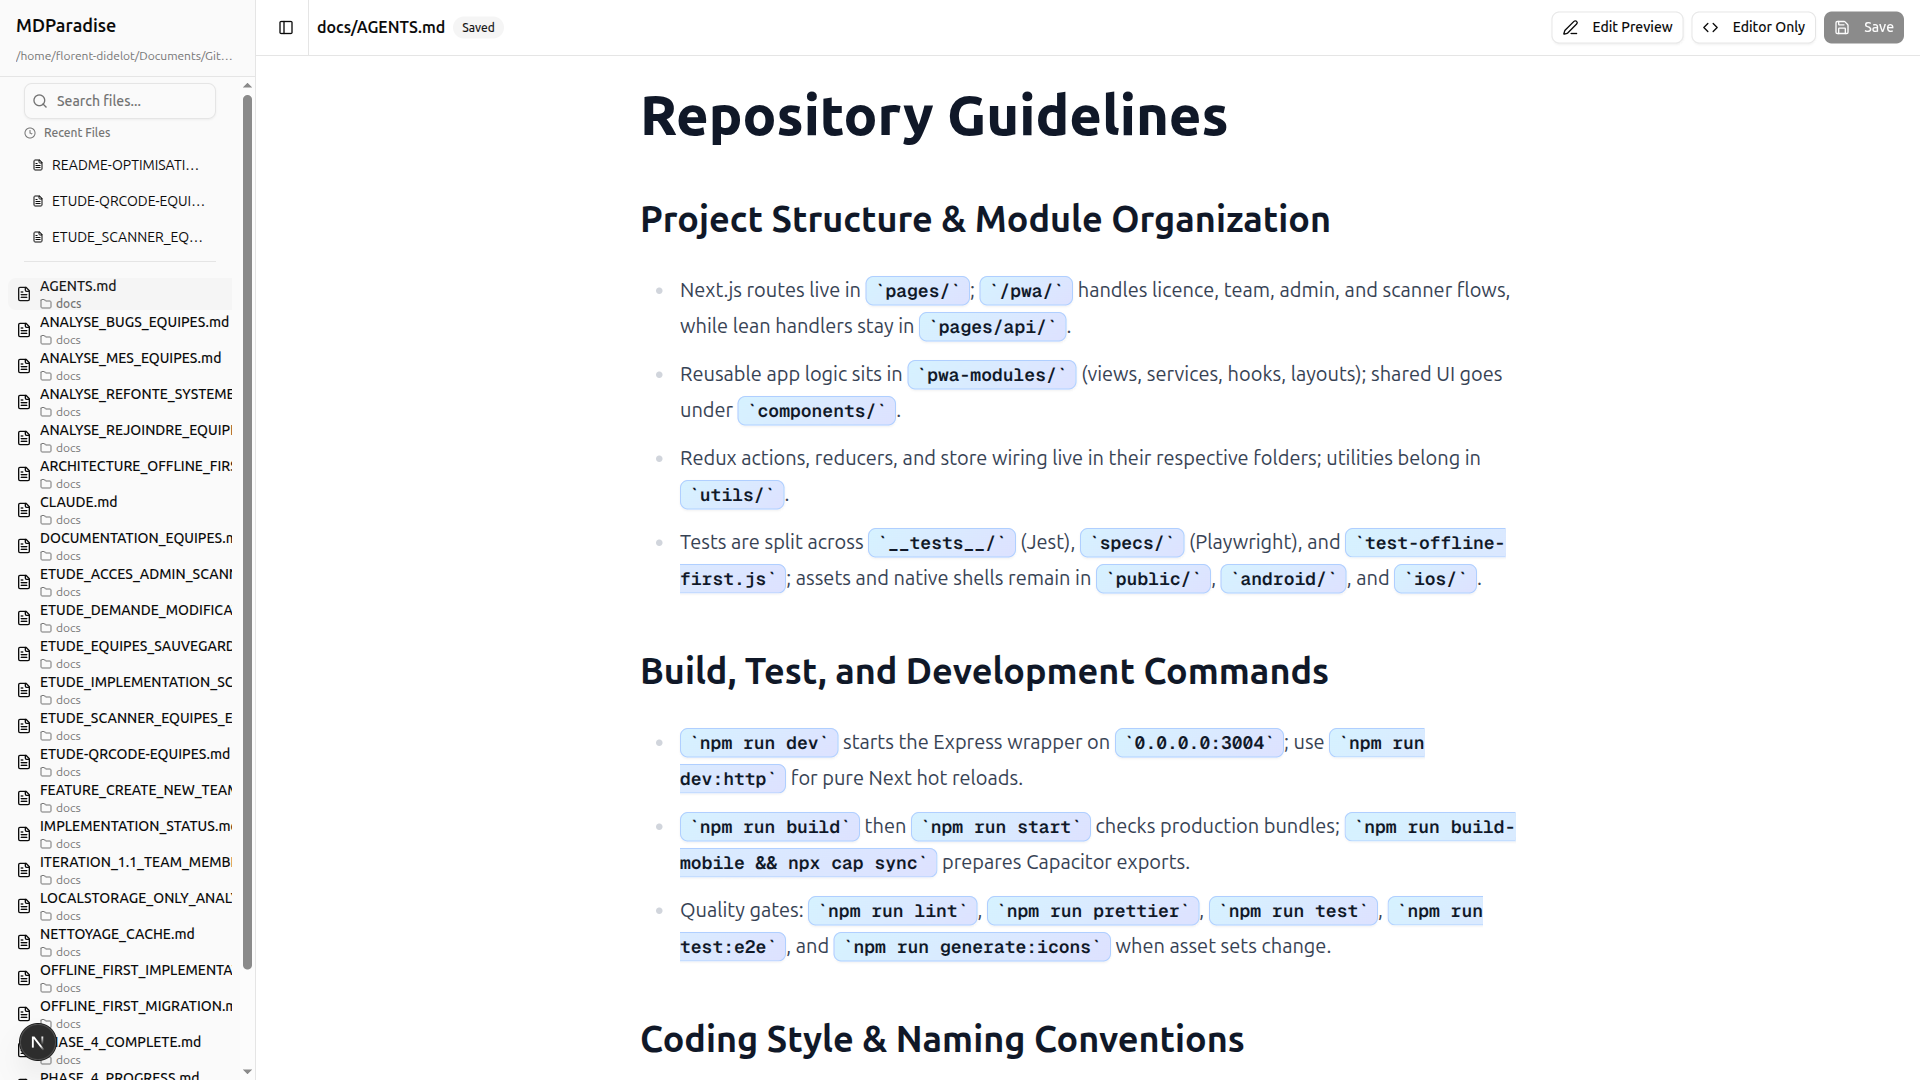 MDParadise
/home/florent-didelot/Documents/Git...
Search files...
Recent Files
README-OPTIMISATI...
ETUDE-QRCODE-EQUI...
ETUDE_SCANNER_EQ...
AGENTS.md
docs
ANALYSE_BUGS_EQUIPES.md
docs
ANALYSE_MES_EQUIPES.md
docs
ANALYSE_REFONTE_SYSTEME
docs
ANALYSE_REJOINDRE_EQUIP
docs
ARCHITECTURE_OFFLINE_FIRS
docs
CLAUDE.md
docs
DOCUMENTATION_EQUIPES.m
docs
ETUDE_ACCES_ADMIN_SCANN
docs
ETUDE_DEMANDE_MODIFICA
docs
ETUDE_EQUIPES_SAUVEGARD
docs
ETUDE_IMPLEMENTATION_SC
docs
ETUDE_SCANNER_EQUIPES_E
docs
ETUDE-QRCODE-EQUIPES.md
docs
FEATURE_CREATE_NEW_TEAM
docs
IMPLEMENTATION_STATUS.md
docs
ITERATION_1.1_TEAM_MEMB
docs
LOCALSTORAGE_ONLY_ANAL
docs
NETTOYAGE_CACHE.md
docs
OFFLINE_FIRST_IMPLEMENTA
docs
OFFLINE_FIRST_MIGRATION.m
docs
N
HASE_4_COMPLETE.md
docs
PHASE_4_PROGRESS.md
docs/AGENTS.md Saved
Edit Preview
Editor Only
Save
Repository Guidelines
Project Structure & Module Organization
Next.js routes live in `pages/`; `/pwa/` handles licence, team, admin, and scanner flows,
while lean handlers stay in `pages/api/`.
Reusable app logic sits in `pwa-modules/` (views, services, hooks, layouts); shared UI goes
under `components/`.
Redux actions, reducers, and store wiring live in their respective folders; utilities belong in
`utils/`.
Tests are split across `__tests__/` (Jest), `specs/` (Playwright), and `test-offline-
first.js`; assets and native shells remain in `public/`, `android/`, and `ios/`.
Build, Test, and Development Commands
`npm run dev` starts the Express wrapper on `0.0.0.0:3004`; use `npm run
dev:http` for pure Next hot reloads.
`npm run build` then `npm run start` checks production bundles; `npm run build-
mobile && npx cap sync` prepares Capacitor exports.
Quality gates: `npm run lint`, `npm run prettier`, `npm run test`, `npm run
test:e2e`, and `npm run generate:icons` when asset sets change.
Coding Style & Naming Conventions